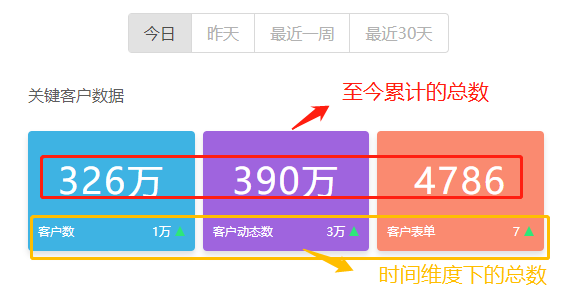 今日 昨天 最近一周 最近30天
至今累计的总数
关键客户数据
326万 390万 4786
客户数 1万 客户动态数 3万 客户表单 7
时间维度下的总数